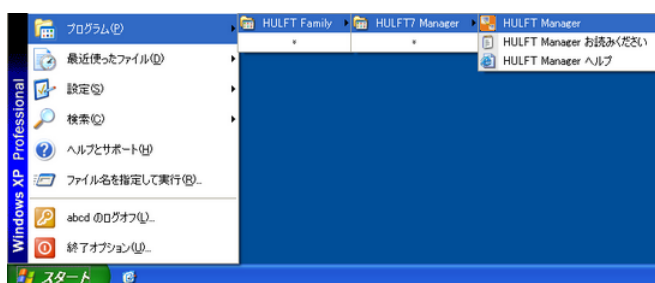 プログラム(P)
HULFT Family
HULFT7 Manager
HULFT Manager
HULFT Manager お読みください
HULFT Manager ヘルプ
最近使ったファイル(D)
設定(S)
検索(C)
ヘルプとサポート(H)
ファイル名を指定して実行(R)...
abcd のログオフ(L)...
終了オプション(U)...
Windows XP Professional
スタート